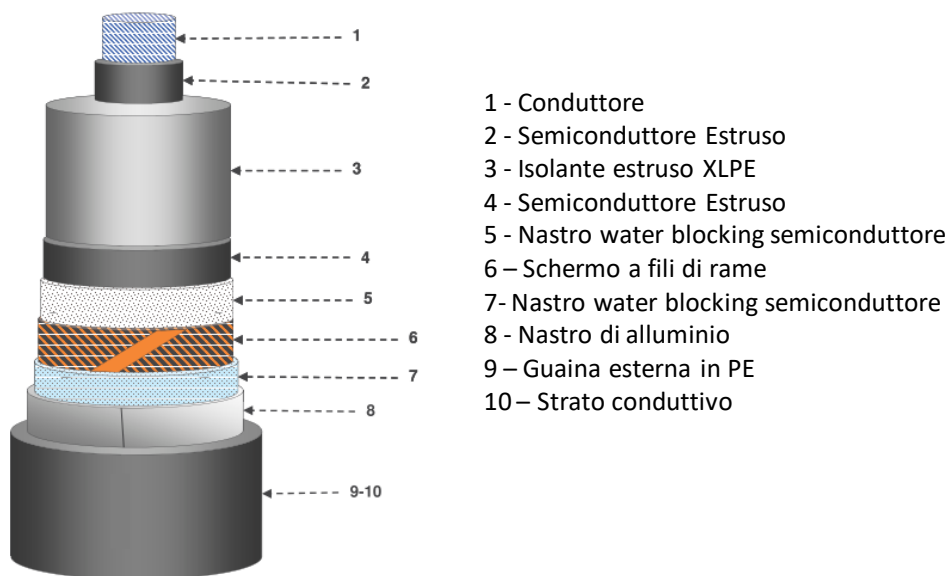 1
2
3
4
5
6
7
8
9-10
1 - Conduttore
2 - Semiconduttore Estruso
3 - Isolante estruso XLPE
4 - Semiconduttore Estruso
5 - Nastro water blocking semiconduttore
6 – Schermo a fili di rame
7- Nastro water blocking semiconduttore
8 - Nastro di alluminio
9 – Guaina esterna in PE
10 – Strato conduttivo